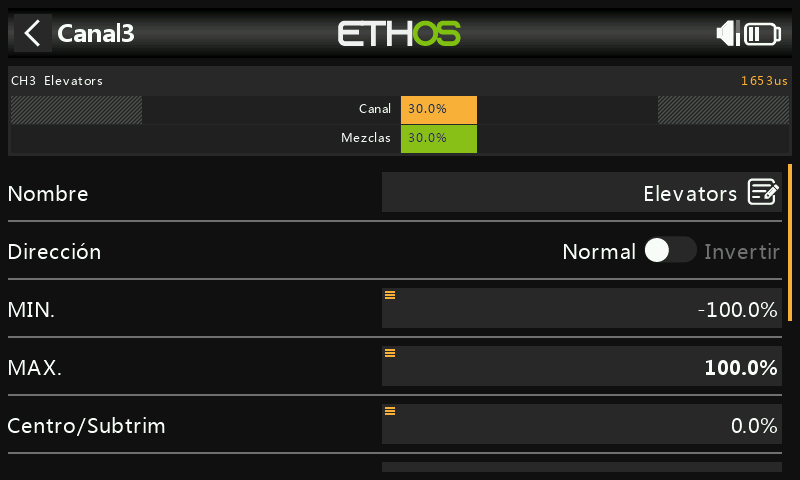 Canal3
ETHOS
CH3 Elevators 1653us
Canal 30.0%
Mezclas 30.0%
Nombre Elevators
Dirección Normal Invertir
MIN. -100.0%
MAX. 100.0%
Centro/Subtrim 0.0%